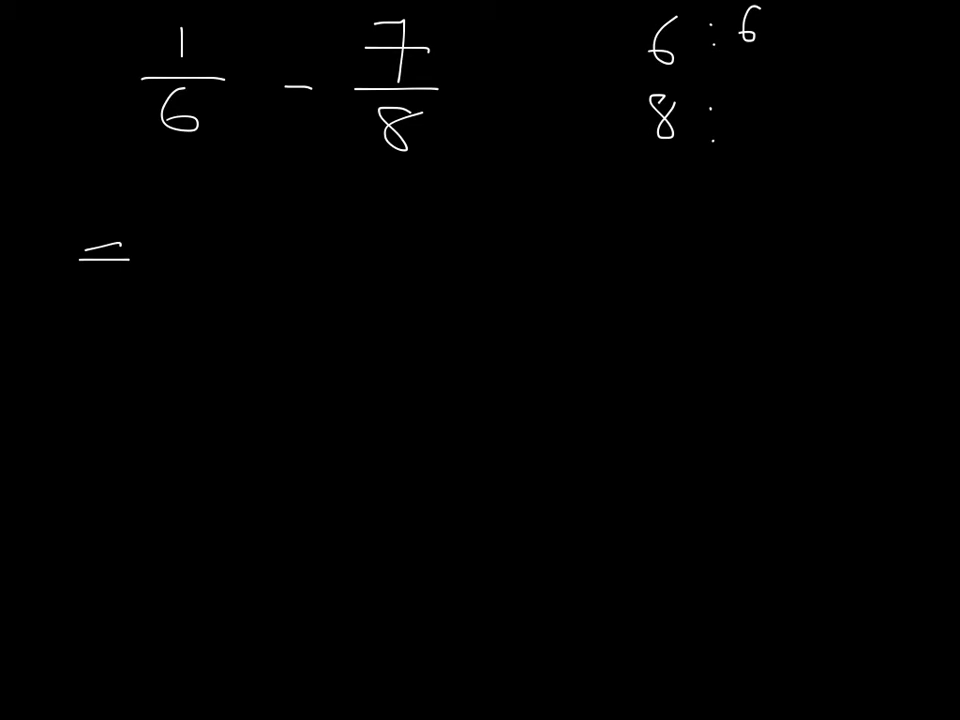 1/6 - 7/8
=
6 : 6
8 :